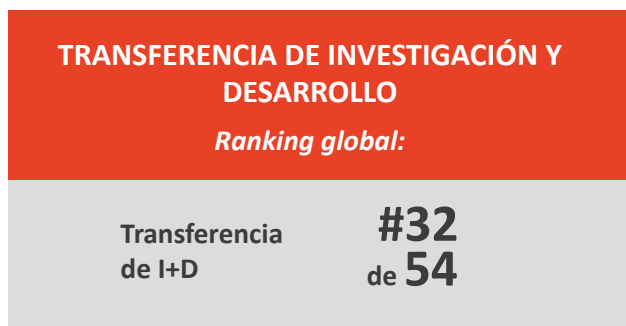 TRANSFERENCIA DE INVESTIGACIÓN Y
DESARROLLO
Ranking global:
Transferencia
de I+D
#32
de 54